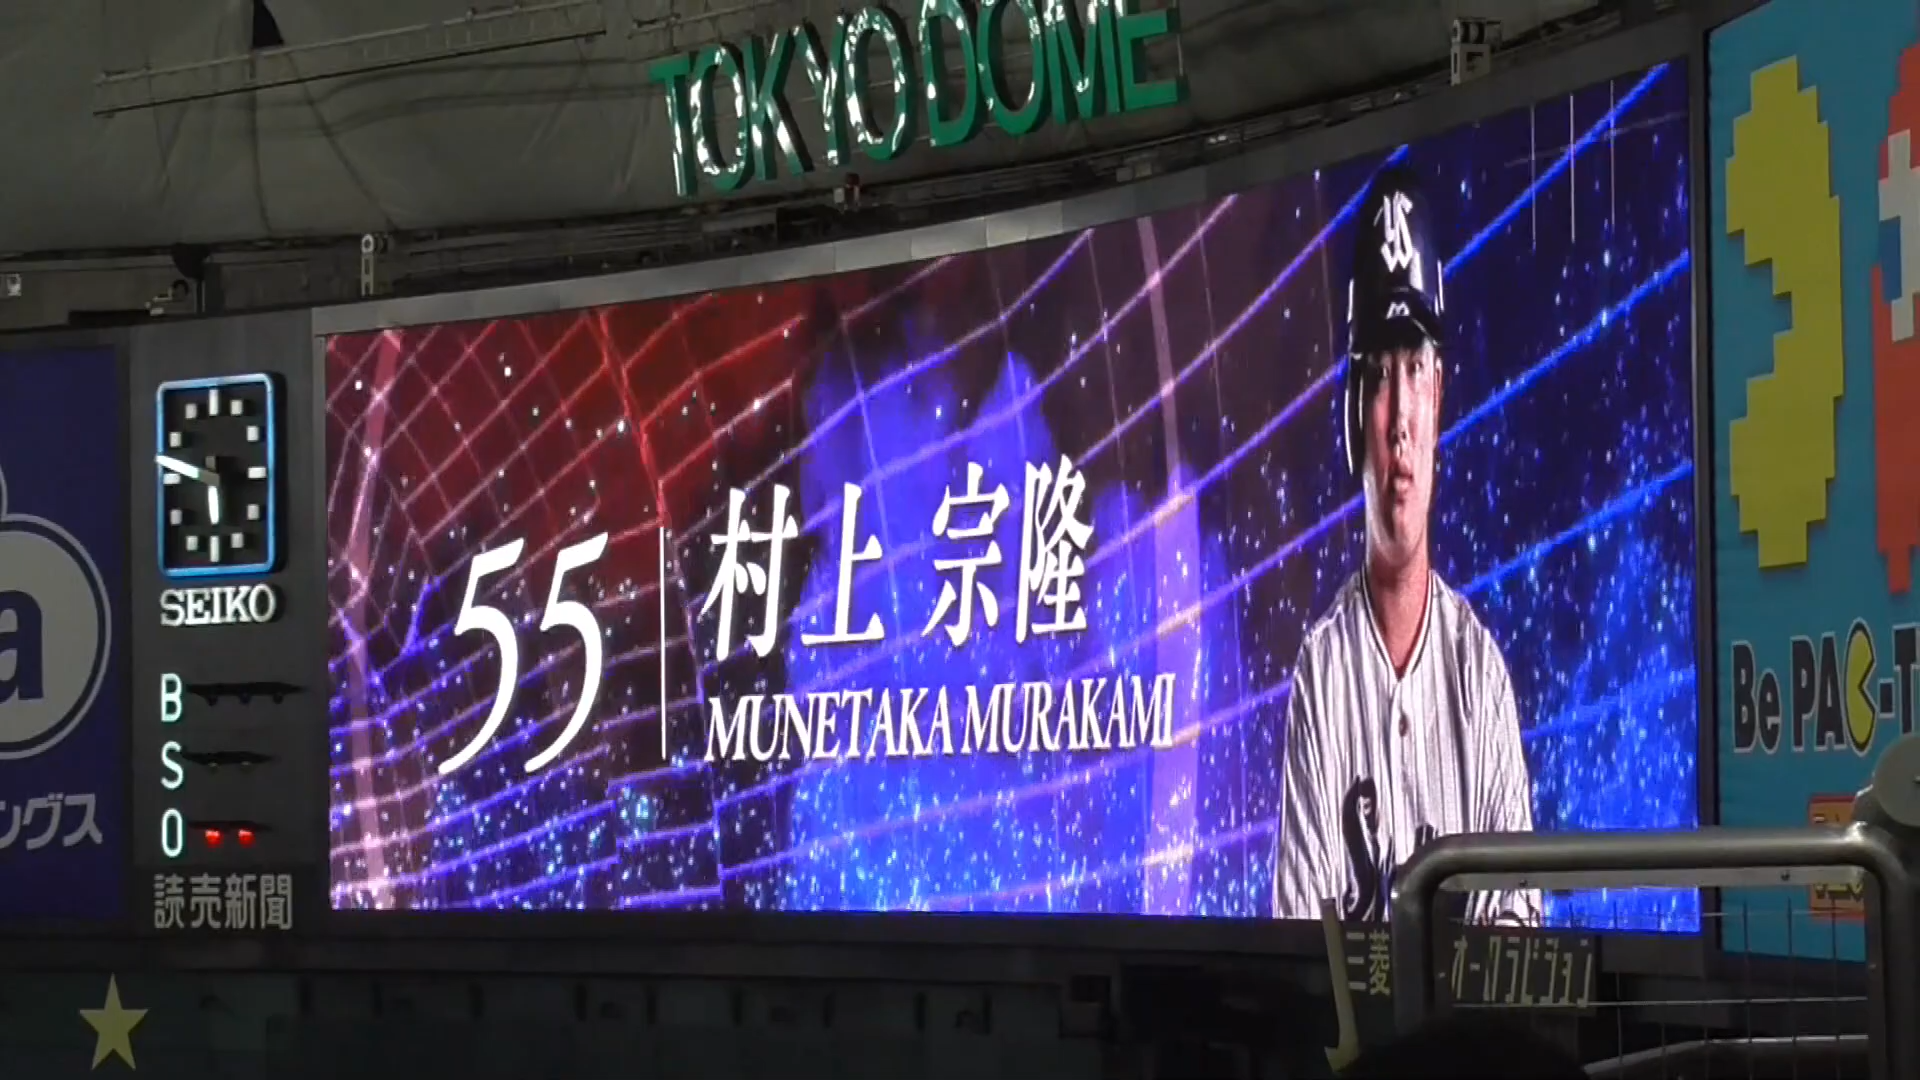 TOKYO DOME
SEIKO
B
S
O
読売新聞
55
村上 宗隆
MUNETAKA MURAKAMI
a
ングス
Be PAC-T
三菱
オーロラビジョン